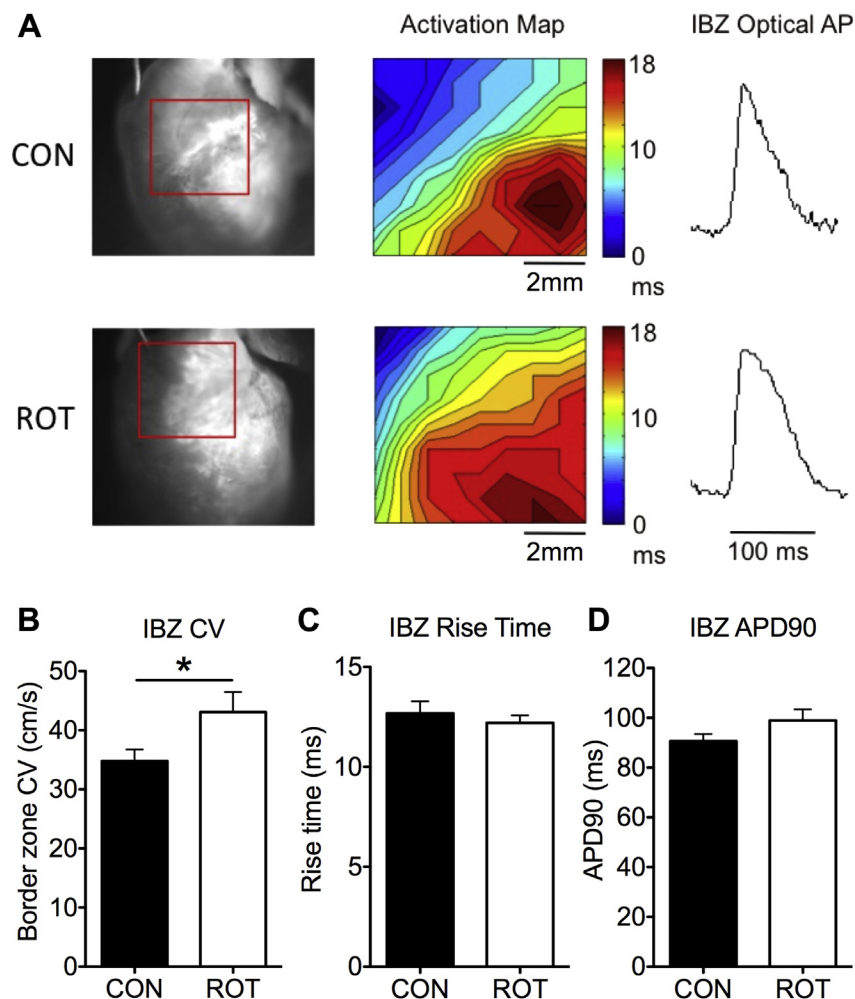 A
Activation Map
IBZ Optical AP
CON
18
10
0
ms
2mm
ROT
18
10
0
ms
2mm
100 ms
B
IBZ CV
*
Border zone CV (cm/s)
50
40
30
20
10
0
CON
ROT
C
IBZ Rise Time
Rise time (ms)
15
10
5
0
CON
ROT
D
IBZ APD90
APD90 (ms)
120
100
80
60
40
20
0
CON
ROT